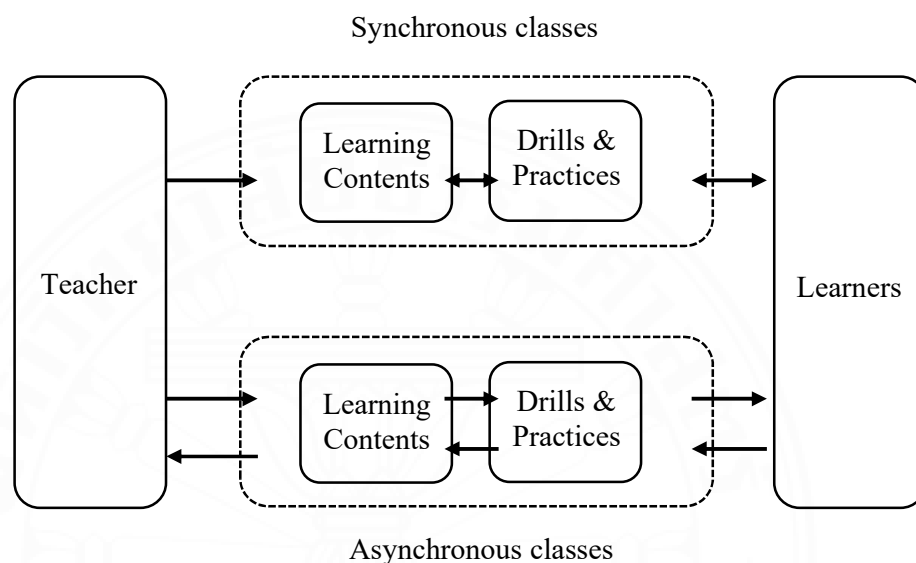 Synchronous classes
Learning
Contents
Drills &
Practices
Teacher
Learners
Learning
Contents
Drills &
Practices
Asynchronous classes